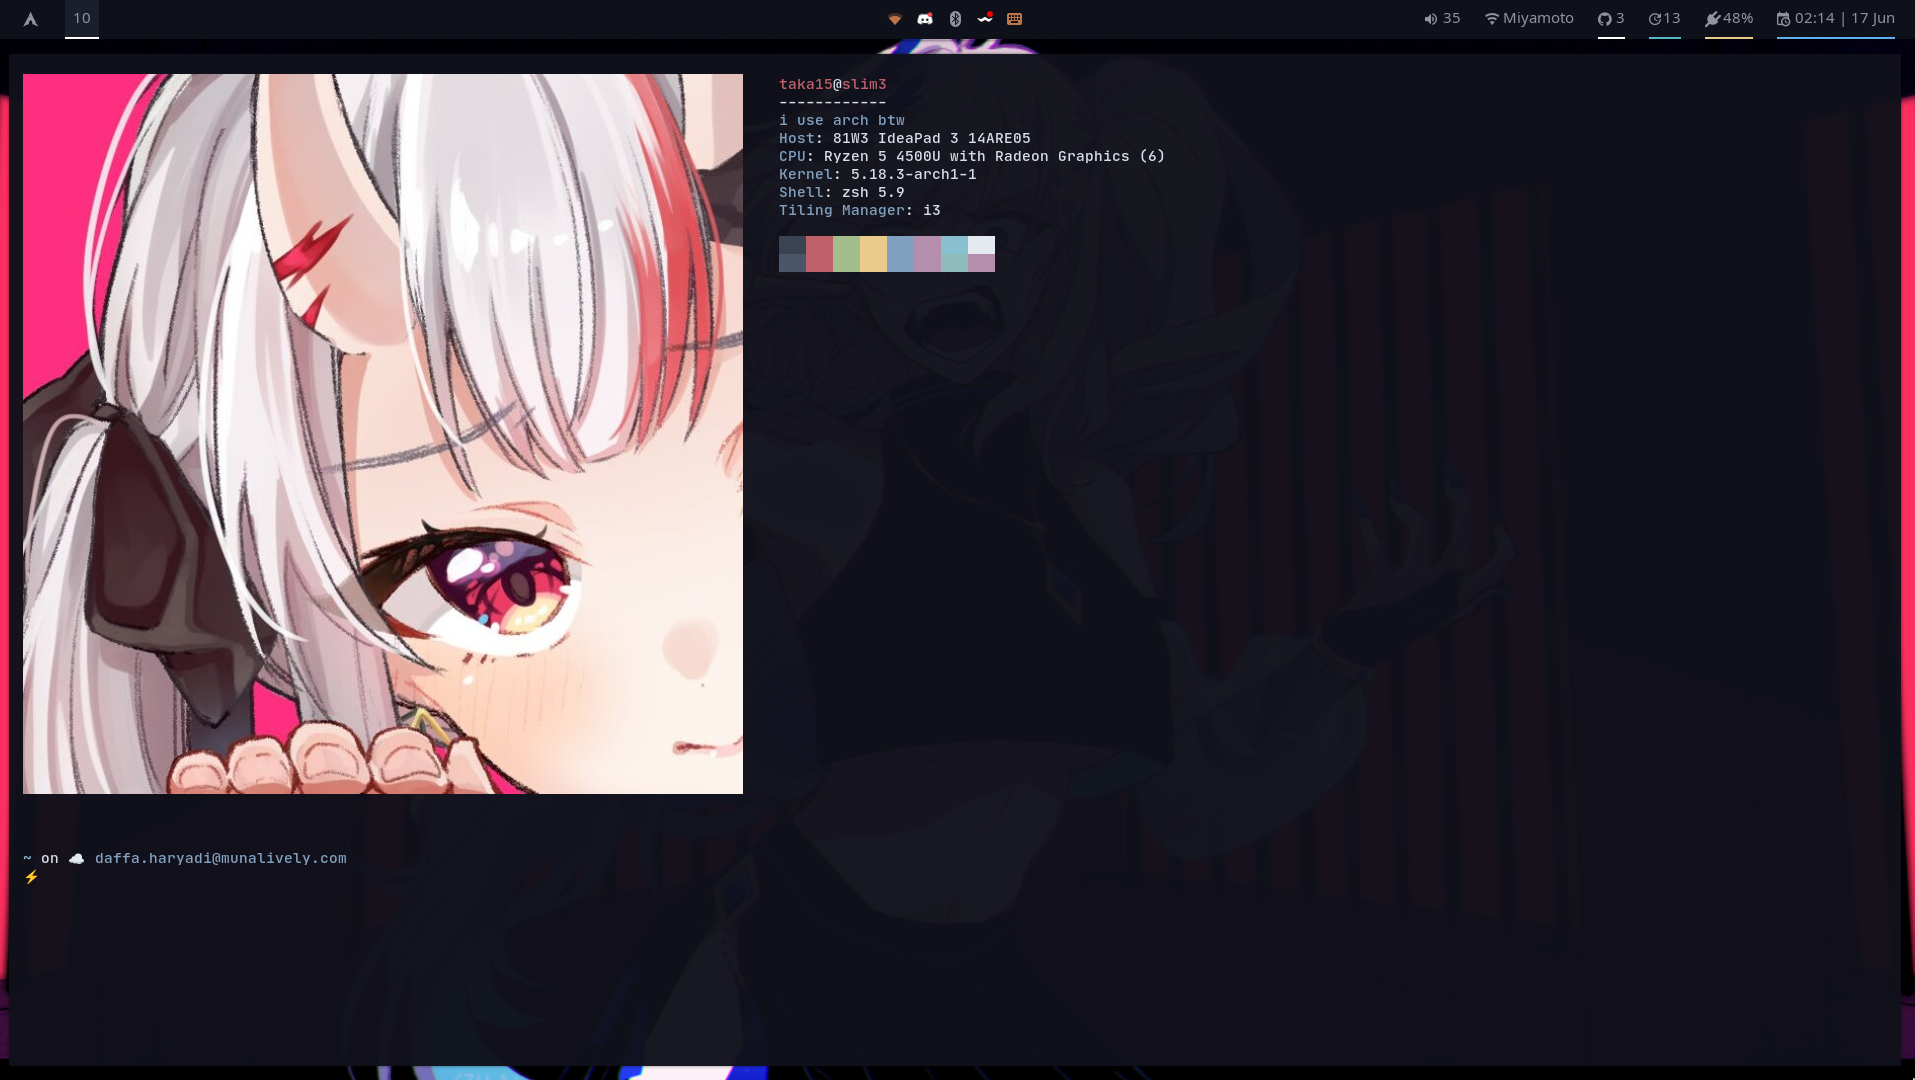 10
35
Miyamoto
3
13
48%
02:14 | 17 Jun
taka15@slim3
------------
i use arch btw
Host: 81W3 IdeaPad 3 14ARE05
CPU: Ryzen 5 4500U with Radeon Graphics (6)
Kernel: 5.18.3-arch1-1
Shell: zsh 5.9
Tiling Manager: i3
~ on ☁️ daffa.haryadi@munalively.com
⚡